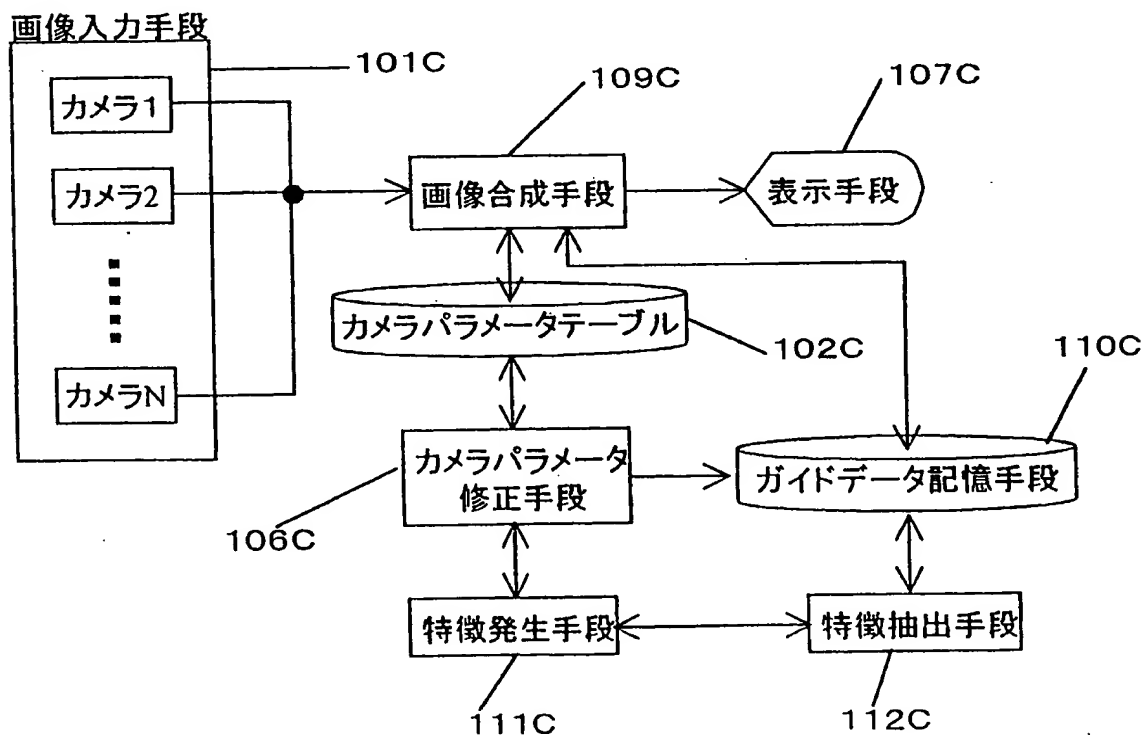 画像入力手段
101C
109C
107C
カメラ1
カメラ2
カメラN
画像合成手段
表示手段
カメラパラメータテーブル
102C
110C
カメラパラメータ
修正手段
106C
ガイドデータ記憶手段
特徴発生手段
特徴抽出手段
111C
112C